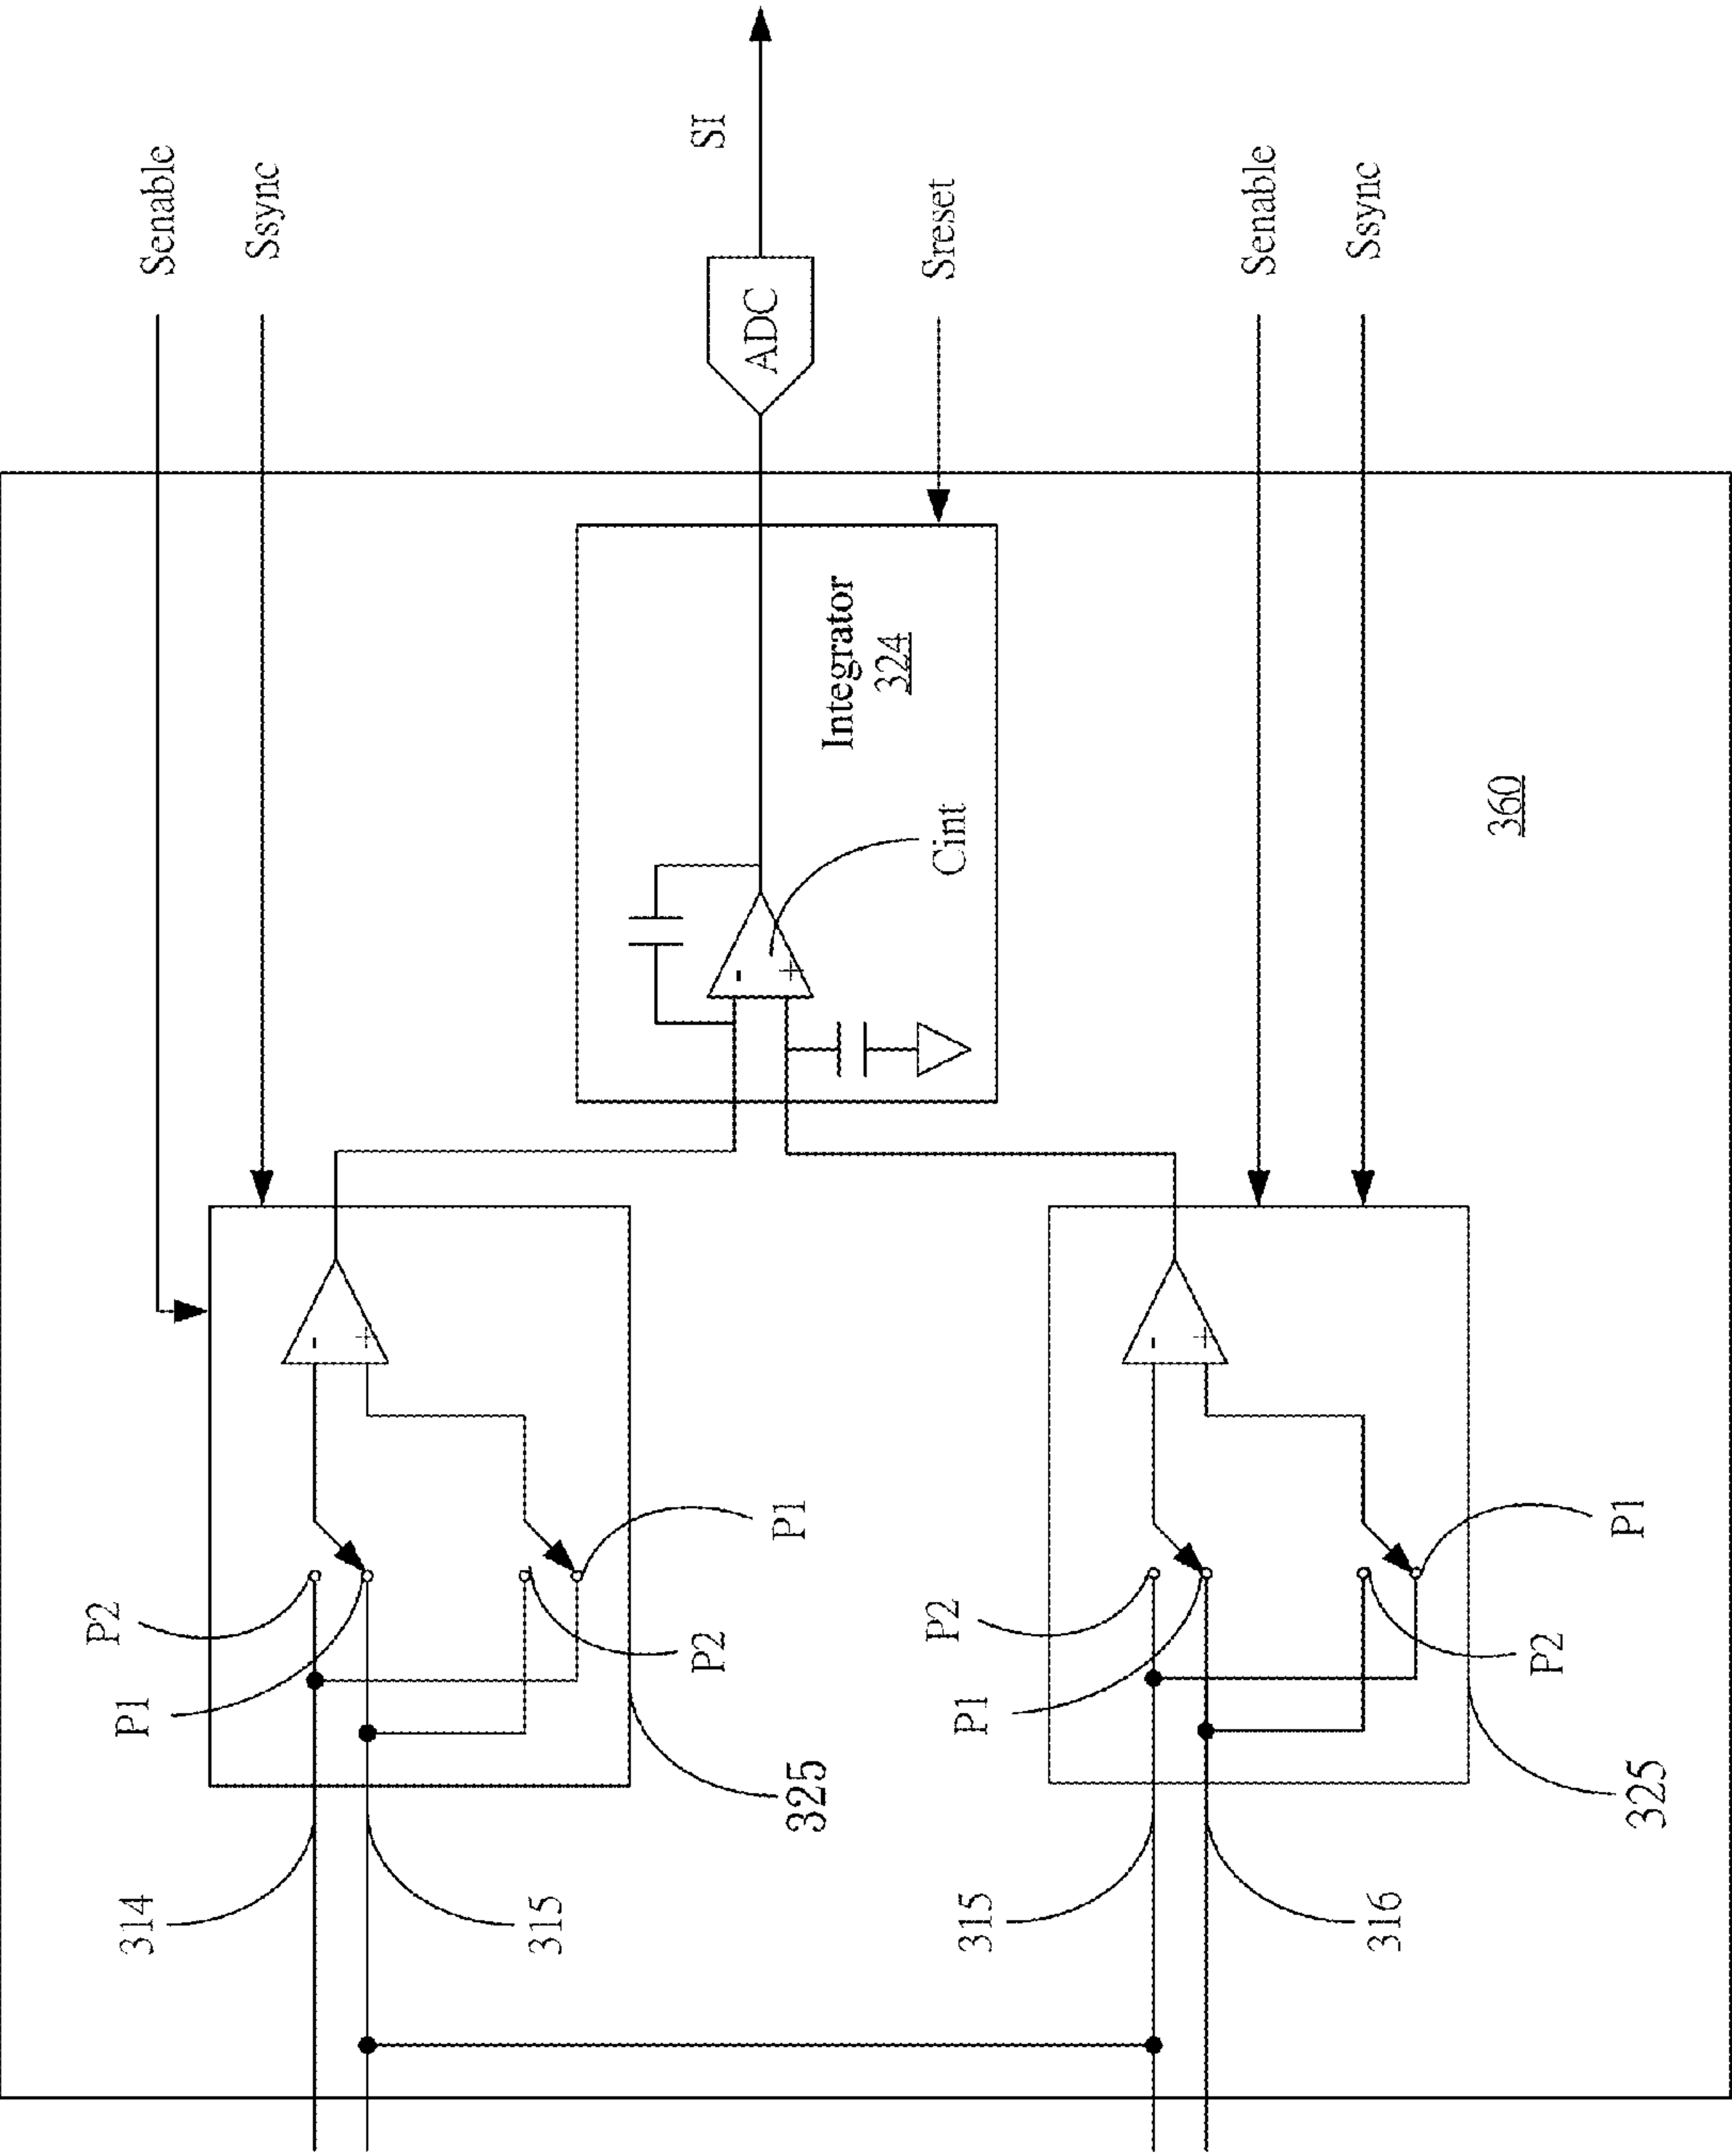 Senable
Ssync
SI
ADC
Sreset
Senable
Ssync
Integrator
324
Cint
-
+
360
-
+
-
+
P2
P1
P1
P2
P2
P1
P1
P2
325
325
314
315
315
316